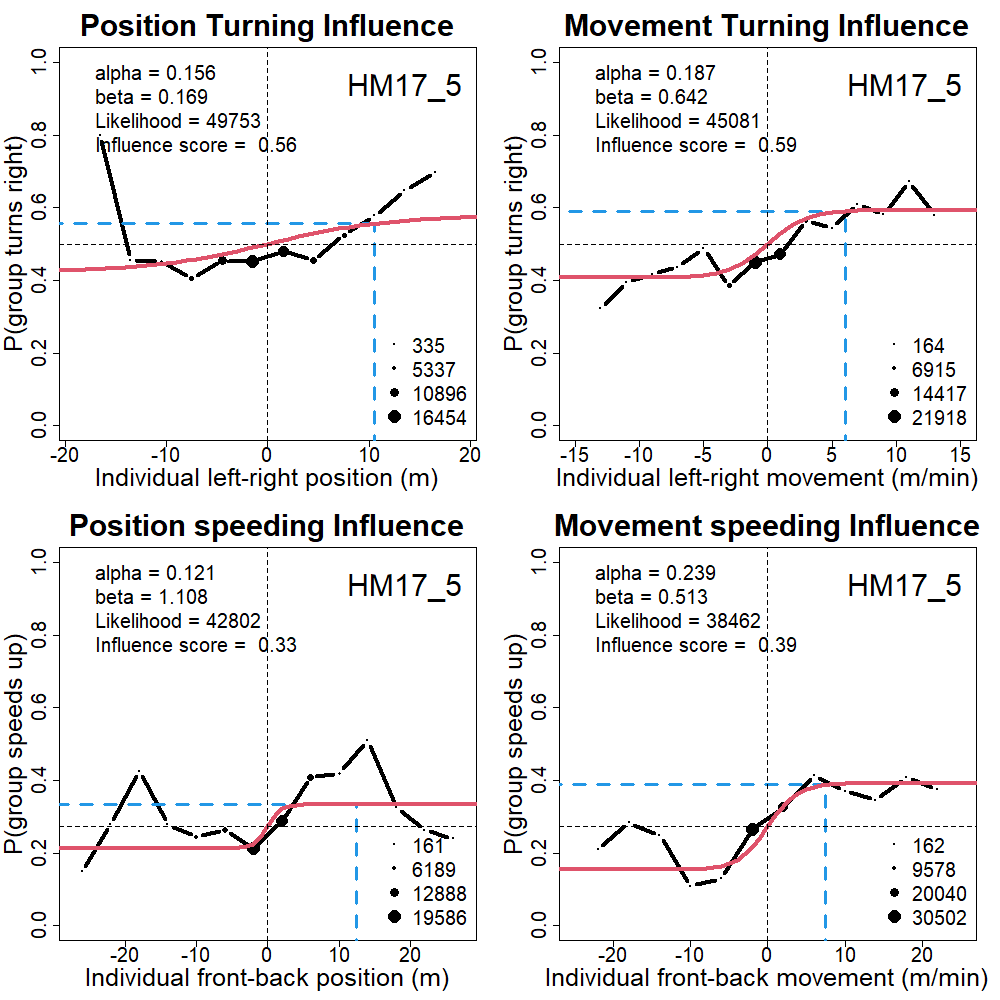 Position Turning Influence
alpha = 0.156
beta = 0.169
Likelihood = 49753
Influence score = 0.56
HM17_5
P(group turns right)
1.0
0.8
0.6
0.4
0.2
0.0
335
5337
10896
16454
-20 -10 0 10 20
Individual left-right position (m)
Movement Turning Influence
alpha = 0.187
beta = 0.642
Likelihood = 45081
Influence score = 0.59
HM17_5
P(group turns right)
1.0
0.8
0.6
0.4
0.2
0.0
164
6915
14417
21918
-15 -10 -5 0 5 10 15
Individual left-right movement (m/min)
Position speeding Influence
alpha = 0.121
beta = 1.108
Likelihood = 42802
Influence score = 0.33
HM17_5
P(group speeds up)
1.0
0.8
0.6
0.4
0.2
0.0
161
6189
12888
19586
-20 -10 0 10 20
Individual front-back position (m)
Movement speeding Influence
alpha = 0.239
beta = 0.513
Likelihood = 38462
Influence score = 0.39
HM17_5
P(group speeds up)
1.0
0.8
0.6
0.4
0.2
0.0
162
9578
20040
30502
-20 -10 0 10 20
Individual front-back movement (m/min)